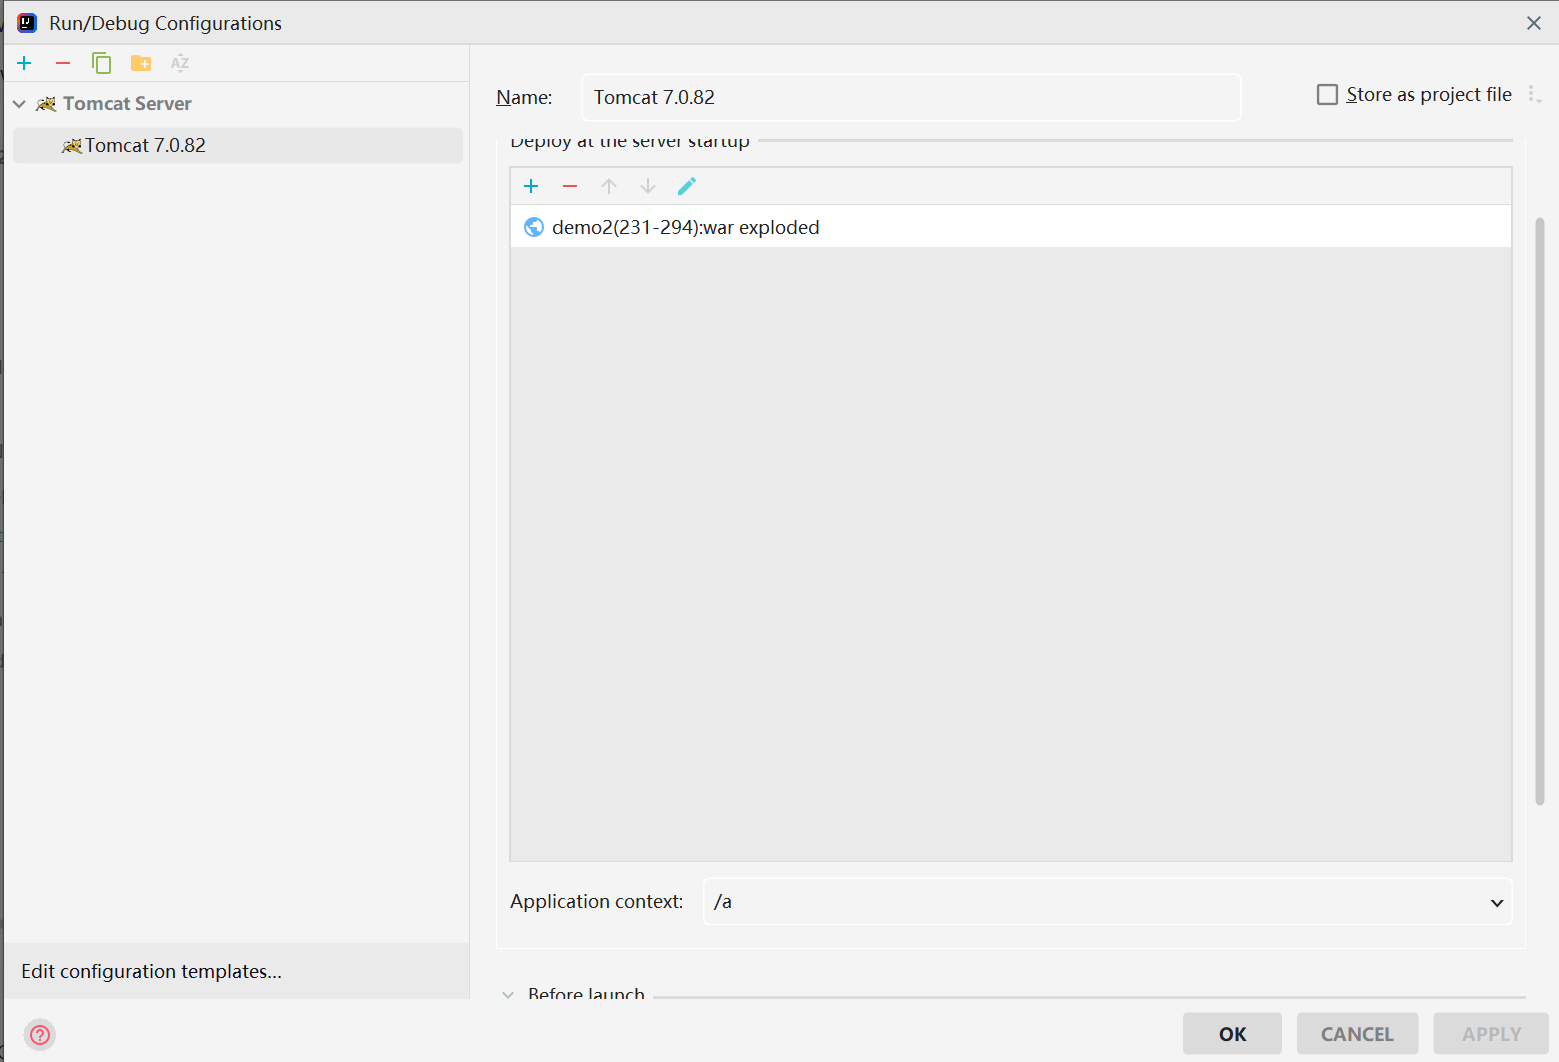 Run/Debug Configurations
Tomcat Server
Tomcat 7.0.82
Edit configuration templates...
Name:
Tomcat 7.0.82
Store as project file
Deploy at the server startup
demo2(231-294):war exploded
Application context:
/a
Before launch
OK
CANCEL
APPLY